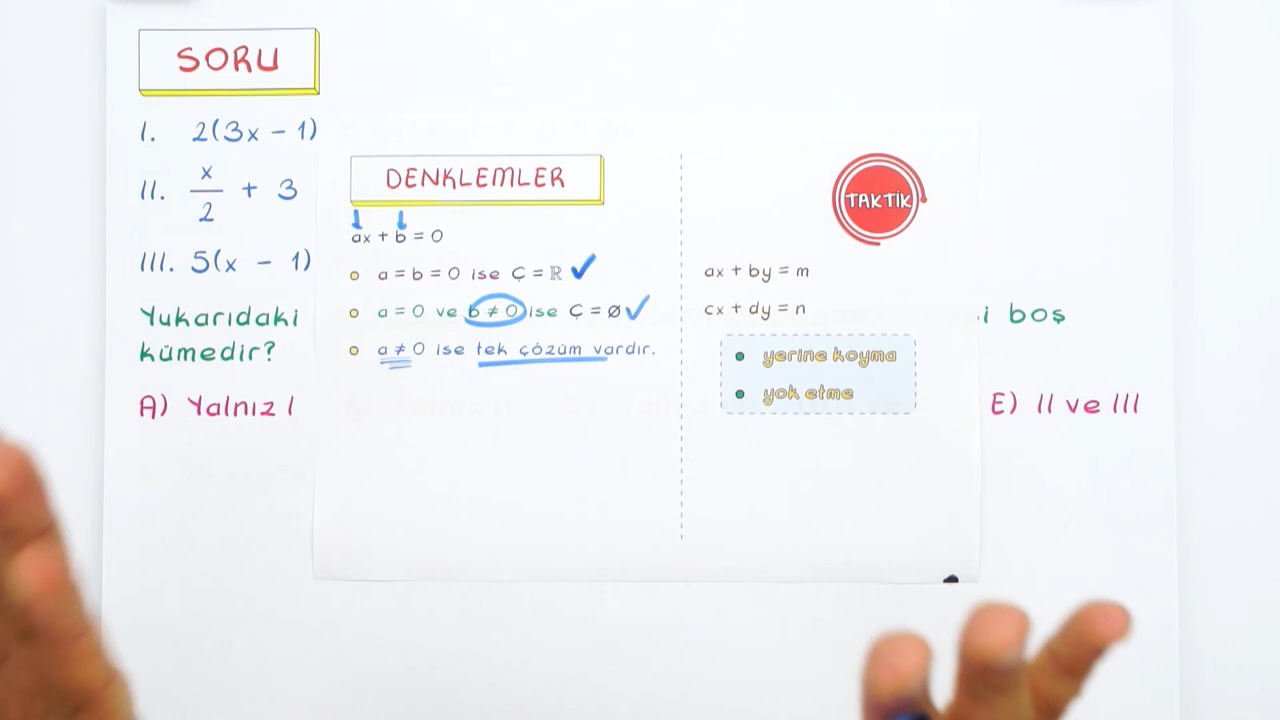 SORU
I. 2(3x - 1)
II. x/2 + 3
III. 5(x - 1)
Yukarıdaki
i boş
kümedir?
A) Yalnız I
E) II ve III
DENKLEMLER
ax + b = 0
a = b = 0 ise Ç = ℝ
a = 0 ve b ≠ 0 ise Ç = ∅
a ≠ 0 ise tek çözüm vardır.
TAKTİK
ax + by = m
cx + dy = n
yerine koyma
yok etme